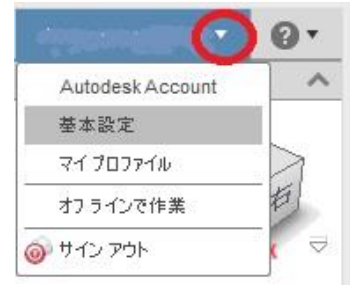 Autodesk Account
基本設定
マイ プロファイル
オフラインで作業
右
サイン アウト